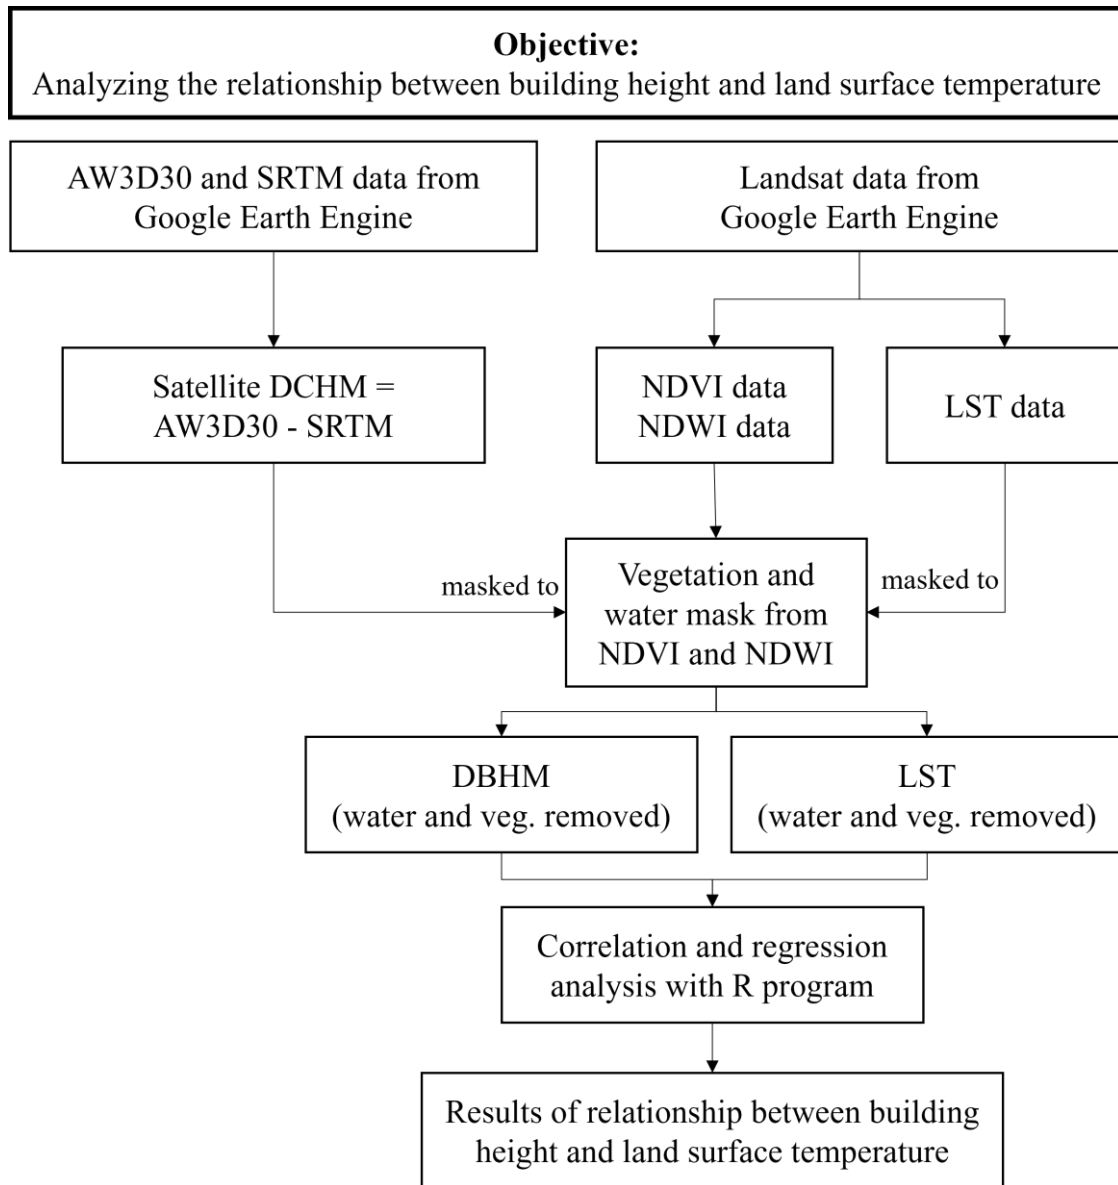 Objective:
Analyzing the relationship between building height and land surface temperature
AW3D30 and SRTM data from
Google Earth Engine
Landsat data from
Google Earth Engine
Satellite DCHM =
AW3D30 - SRTM
NDVI data
NDWI data
LST data
masked to
Vegetation and
water mask from
NDVI and NDWI
masked to
DBHM
(water and veg. removed)
LST
(water and veg. removed)
Correlation and regression
analysis with R program
Results of relationship between building
height and land surface temperature